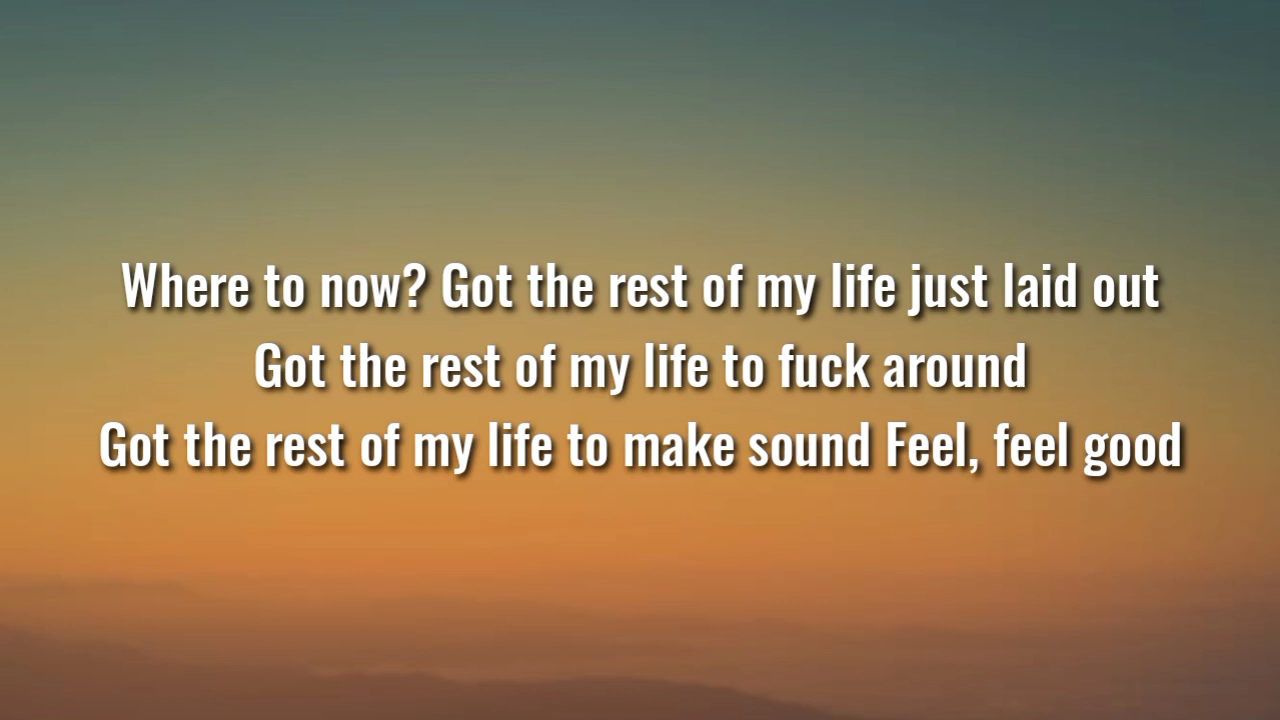 Where to now? Got the rest of my life just laid out
Got the rest of my life to fuck around
Got the rest of my life to make sound Feel, feel good